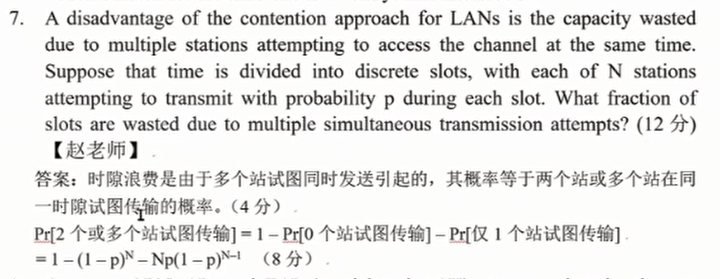 7. A disadvantage of the contention approach for LANs is the capacity wasted
due to multiple stations attempting to access the channel at the same time.
Suppose that time is divided into discrete slots, with each of N stations
attempting to transmit with probability p during each slot. What fraction of
slots are wasted due to multiple simultaneous transmission attempts? (12 分)
【赵老师】.
答案：时隙浪费是由于多个站试图同时发送引起的，其概率等于两个站或多个站在同
一时隙试图传输的概率。（4 分）.
Pr[2 个或多个站试图传输] = 1 – Pr[0 个站试图传输] – Pr[仅 1 个站试图传输].
= 1 – (1 – p)ᴺ – Np(1 – p)ᴺ⁻¹ （8 分）.